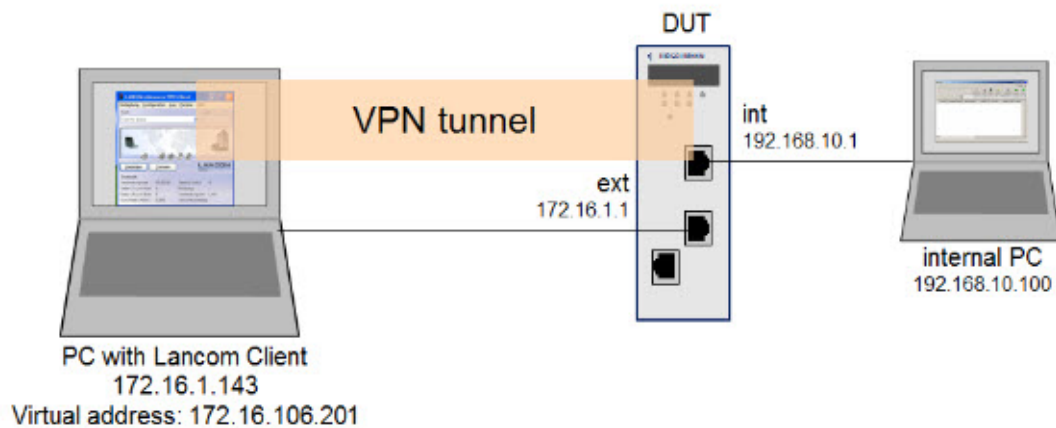 DUT
VPN tunnel
int
192.168.10.1
ext
172.16.1.1
LANCOM
internal PC
192.168.10.100
PC with Lancom Client
172.16.1.143
Virtual address: 172.16.106.201